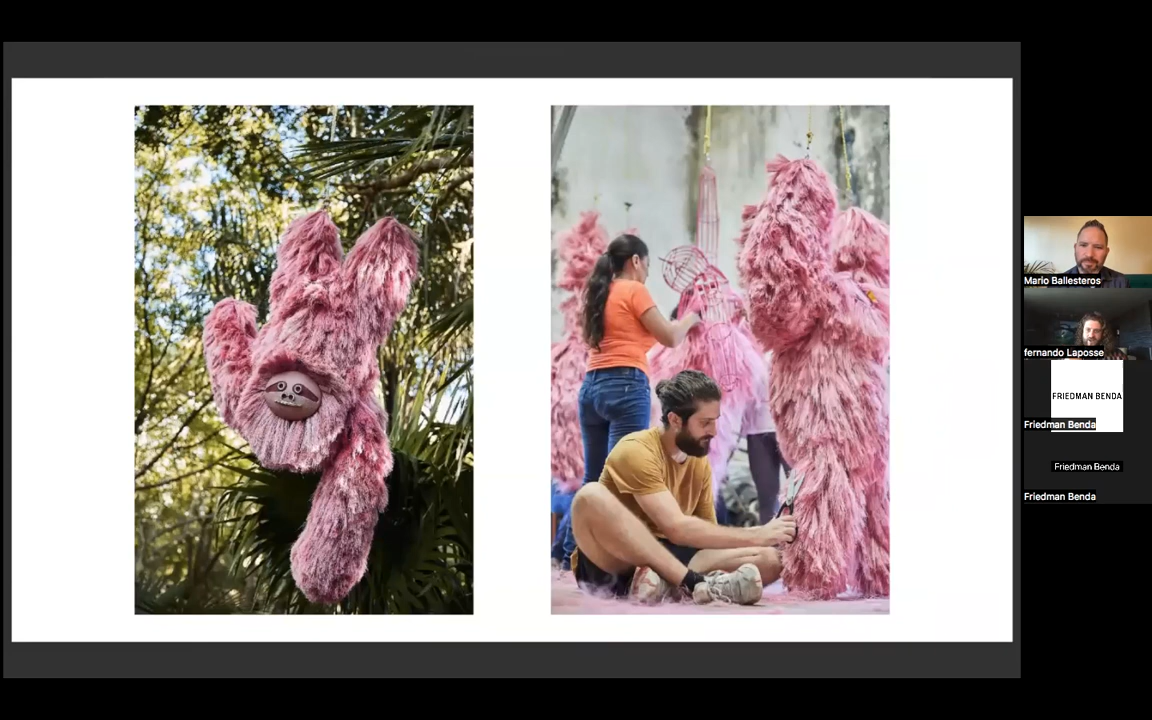 Mario Ballesteros
fernando Laposse
FRIEDMAN BENDA
Friedman Benda
Friedman Benda
Friedman Benda